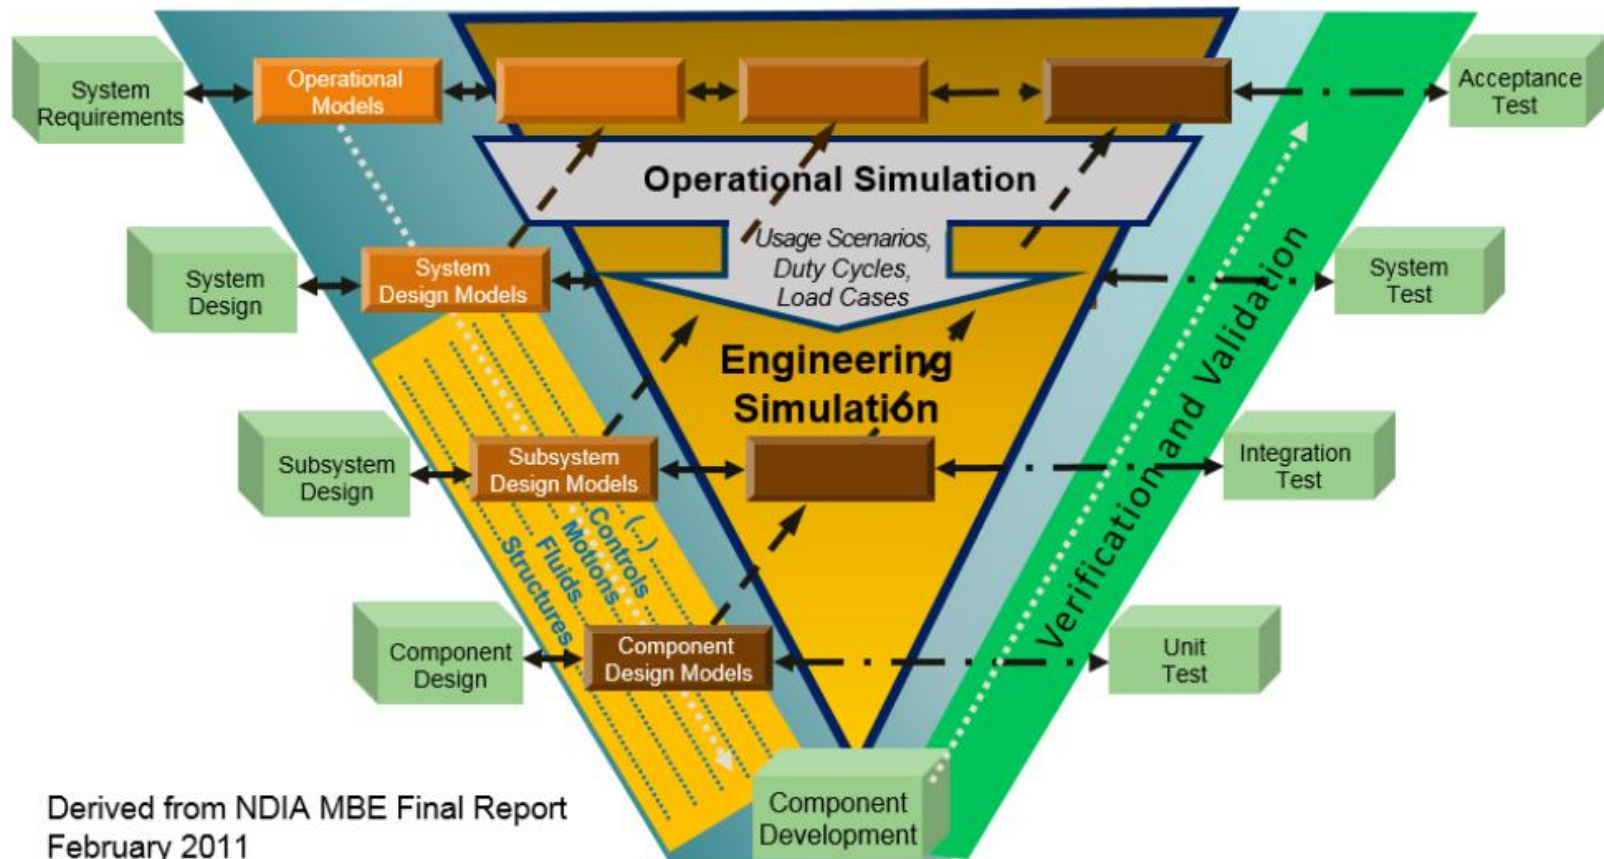 System
Requirements
Operational
Models
Acceptance
Test
Operational Simulation
Usage Scenarios,
Duty Cycles,
Load Cases
System
Design
System
Design Models
System
Test
Engineering
Simulation
Subsystem
Design
Subsystem
Design Models
Integration
Test
(...)
Controls
Motions
Fluids
Structures
Verification and Validation
Component
Design
Component
Design Models
Unit
Test
Component
Development
Derived from NDIA MBE Final Report
February 2011